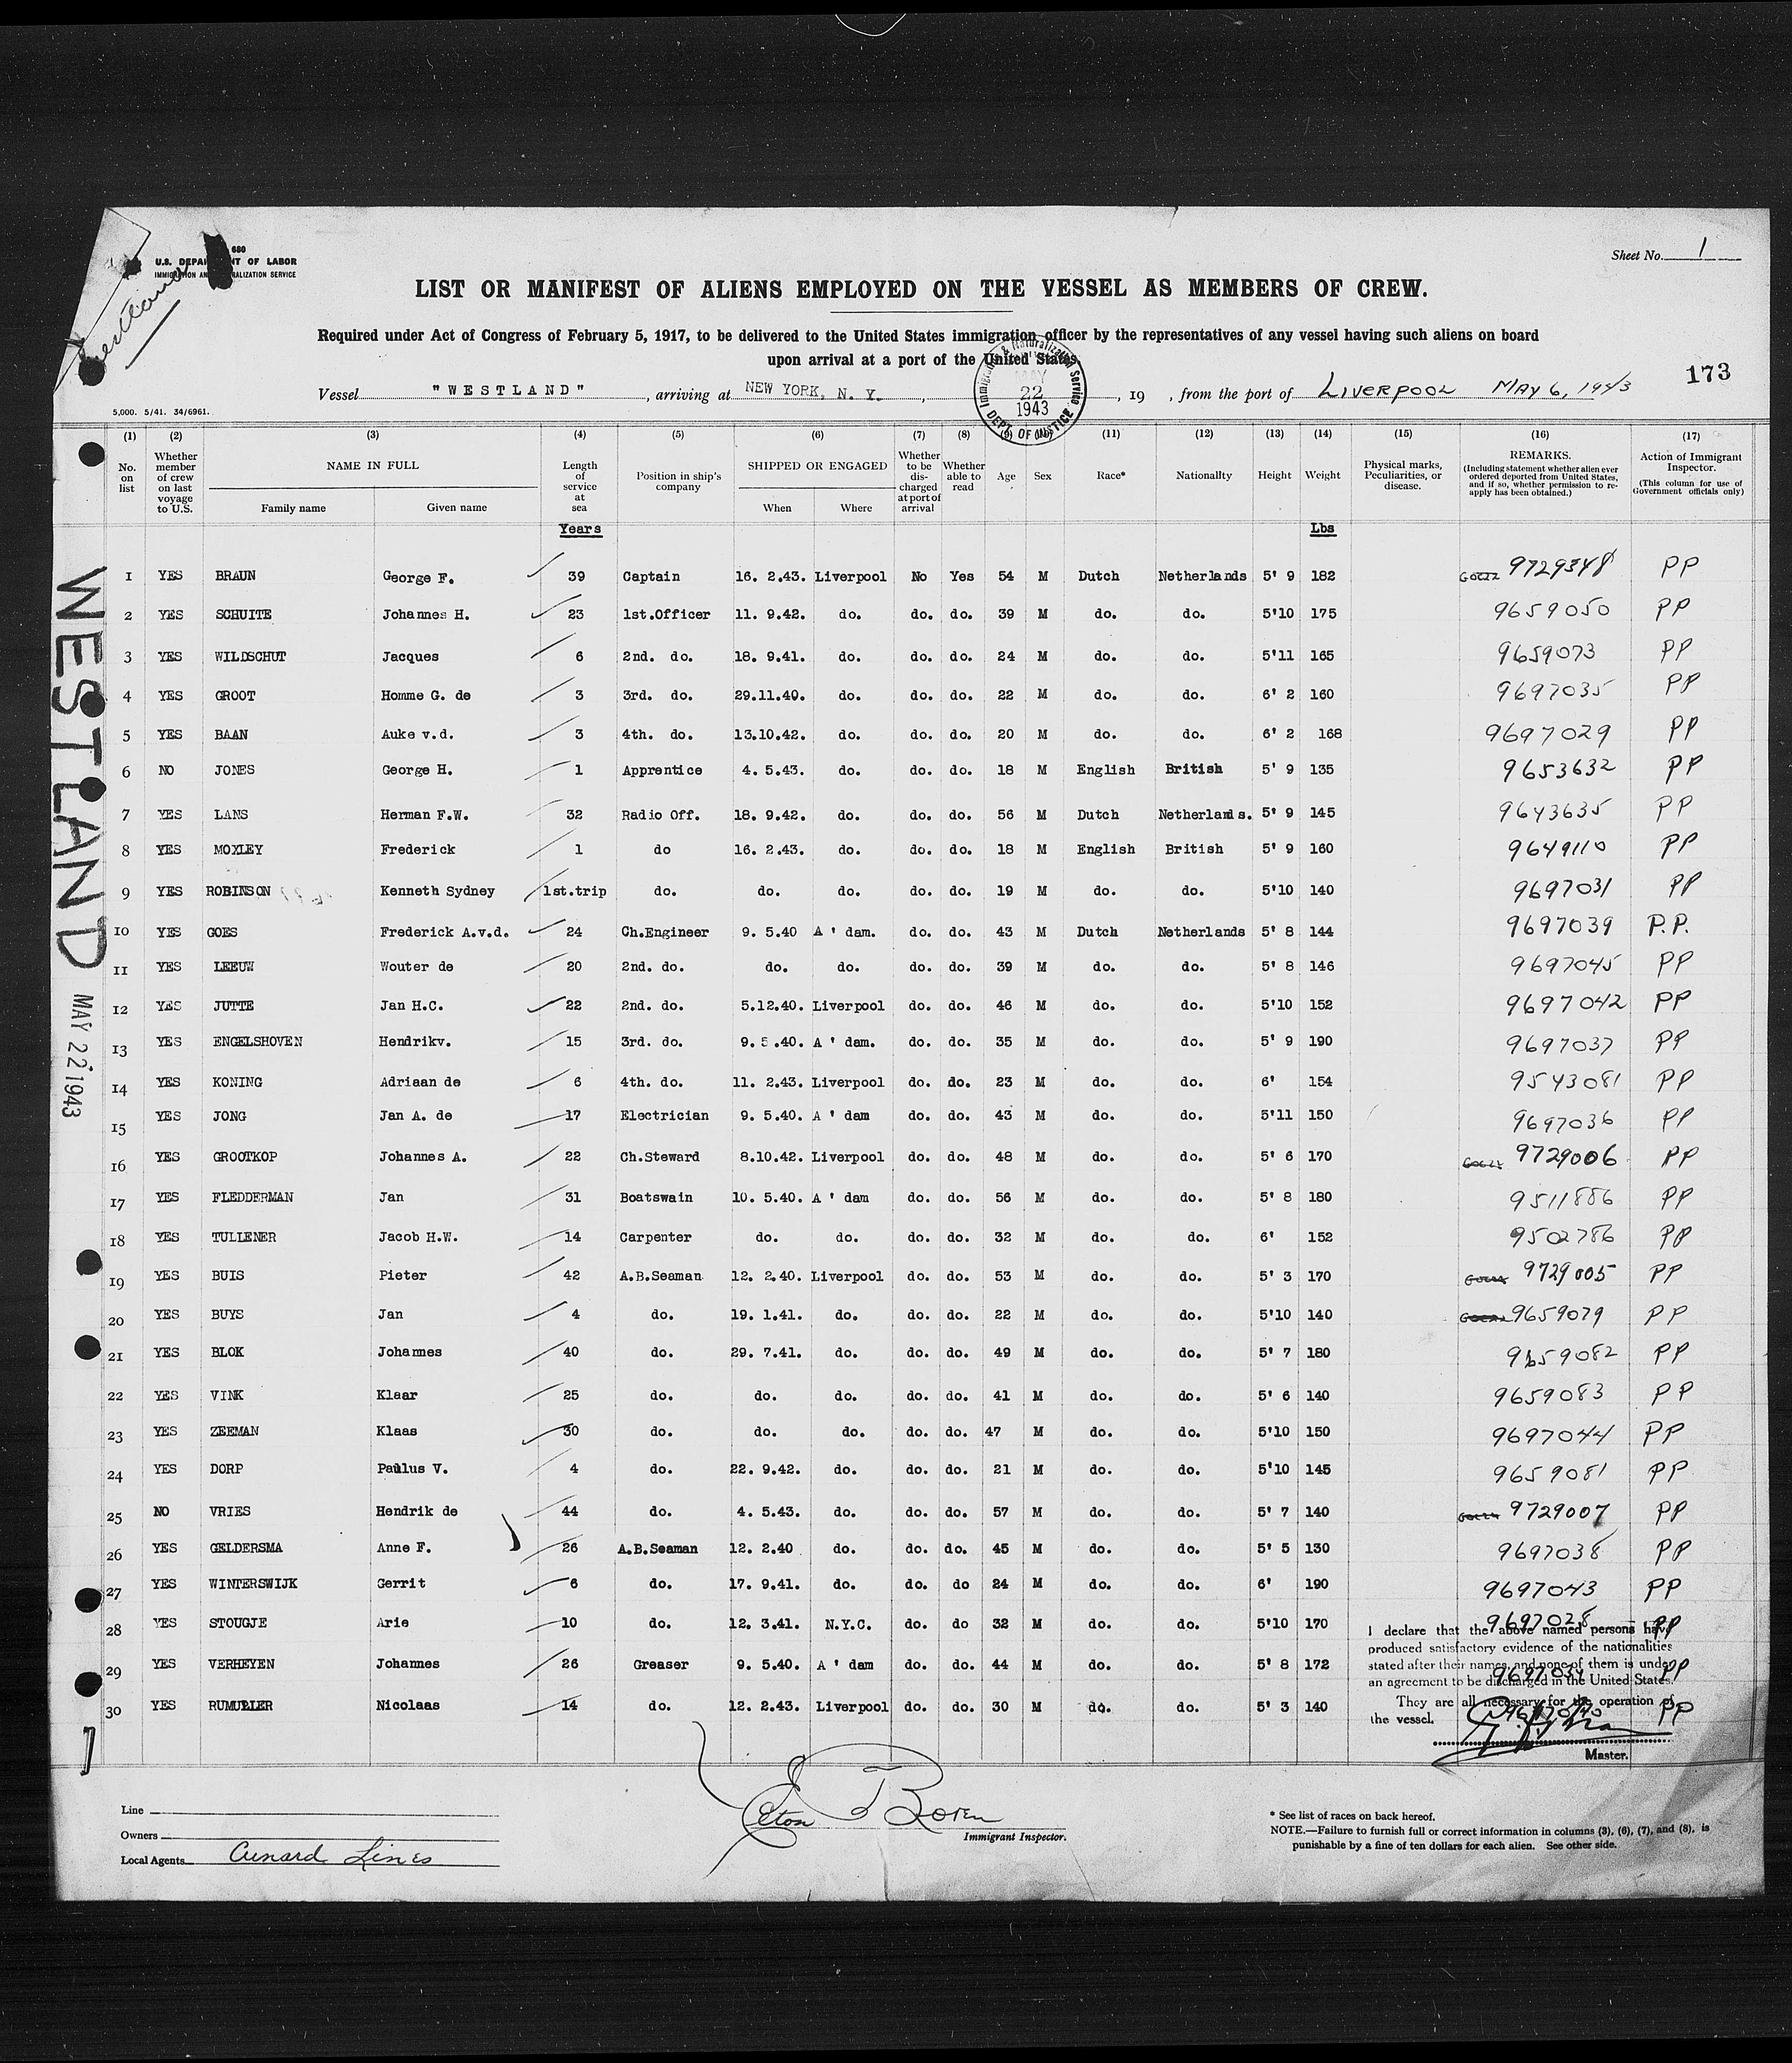 680
U.S. DEPARTMENT OF LABOR
IMMIGRATION AND NATURALIZATION SERVICE
Westland
Sheet No. 1
LIST OR MANIFEST OF ALIENS EMPLOYED ON THE VESSEL AS MEMBERS OF CREW.
Required under Act of Congress of February 5, 1917, to be delivered to the United States immigration officer by the representatives of any vessel having such aliens on board
upon arrival at a port of the United States.
173
Vessel "WESTLAND", arriving at NEW YORK, N. Y., 19 , from the port of LIVERPOOL MAY 6, 1943
Immigration & Naturalization Service MAY 22 1943 DEPT. OF JUSTICE
5,000. 5/41. 34/6961.
(1) (2) (3) (4) (5) (6) (7) (8) (9) (10) (11) (12) (13) (14) (15) (16) (17)
No. on list Whether member of crew on last voyage to U.S. NAME IN FULL Family name Given name Length of service at sea Position in ship's company SHIPPED OR ENGAGED When Where Whether to be discharged at port of arrival Whether able to read Age Sex Race* Nationality Height Weight Physical marks, Peculiarities, or disease. REMARKS. (Including statement whether alien ever ordered deported from United States, and if so, whether permission to re-apply has been obtained.) Action of Immigrant Inspector. (This column for use of Government officials only)
Years Lbs
1 YES BRAUN George F. 39 Captain 16. 2.43. Liverpool No Yes 54 M Dutch Netherlands 5' 9 182 9729348 PP
2 YES SCHUITE Johannes H. 23 1st.Officer 11. 9.42. do. do. do. 39 M do. do. 5'10 175 9659050 PP
3 YES WILDSCHUT Jacques 6 2nd. do. 18. 9.41. do. do. do. 24 M do. do. 5'11 165 9659073 PP
4 YES GROOT Homme G. de 3 3rd. do. 29.11.40. do. do. do. 22 M do. do. 6' 2 160 9697035 PP
5 YES BAAN Auke v.d. 3 4th. do. 13.10.42. do. do. do. 20 M do. do. 6' 2 168 9697029 PP
6 NO JONES George H. 1 Apprentice 4. 5.43. do. do. do. 18 M English British 5' 9 135 9653632 PP
7 YES LANS Herman F.W. 32 Radio Off. 18. 9.42. do. do. do. 56 M Dutch Netherlands. 5' 9 145 9643635 PP
8 YES MOXLEY Frederick 1 do 16. 2.43. do. do. do. 18 M English British 5' 9 160 9649110 PP
9 YES ROBINSON Kenneth Sydney 1st.trip do. do. do. do. do. 19 M do. do. 5'10 140 9697031 PP
10 YES GOES Frederick A.v.d. 24 Ch.Engineer 9. 5.40 A ' dam. do. do. 43 M Dutch Netherlands 5' 8 144 9697039 P.P.
11 YES LEEUW Wouter de 20 2nd. do. do. do. do. do. 39 M do. do. 5' 8 146 9697045 PP
12 YES JUTTE Jan H.C. 22 2nd. do. 5.12.40. Liverpool do. do. 46 M do. do. 5'10 152 9697042 PP
13 YES ENGELSHOVEN Hendrikv. 15 3rd. do. 9. 5 .40. A ' dam. do. do. 35 M do. do. 5' 9 190 9697037 PP
14 YES KONING Adriaan de 6 4th. do. 11. 2.43. Liverpool do. do. 23 M do. do. 6' 154 9543081 PP
15 YES JONG Jan A. de 17 Electrician 9. 5.40. A ' dam do. do. 43 M do. do. 5'11 150 9697036 PP
16 YES GROOTKOP Johannes A. 22 Ch.Steward 8.10.42. Liverpool do. do. 48 M do. do. 5' 6 170 9729006 PP
17 YES FLEDDERMAN Jan 31 Boatswain 10. 5.40. A ' dam do. do. 56 M do. do. 5' 8 180 9511886 PP
18 YES TULLENER Jacob H.W. 14 Carpenter do. do. do. do. 32 M do. do. 6' 152 9502786 PP
19 YES BUIS Pieter 42 A.B.Seaman 12. 2.40. Liverpool do. do. 53 M do. do. 5' 3 170 9729005 PP
20 YES BUYS Jan 4 do. 19. 1.41. do. do. do. 22 M do. do. 5'10 140 9659079 PP
21 YES BLOK Johannes 40 do. 29. 7.41. do. do. do. 49 M do. do. 5' 7 180 9659082 PP
22 YES VINK Klaar 25 do. do. do. do. do. 41 M do. do. 5' 6 140 9659083 PP
23 YES ZEEMAN Klaas 30 do. do. do. do. do. 47 M do. do. 5'10 150 9697044 PP
24 YES DORP Paulus V. 4 do. 22. 9.42. do. do. do. 21 M do. do. 5'10 145 9659081 PP
25 NO VRIES Hendrik de 44 do. 4. 5.43. do. do. do. 57 M do. do. 5' 7 140 9729007 PP
26 YES GELDERSMA Anne F. 26 A.B.Seaman 12. 2.40 do. do. do. 45 M do. do. 5' 5 130 9697038 PP
27 YES WINTERSWIJK Gerrit 6 do. 17. 9.41. do. do. do 24 M do. do. 6' 190 9697043 PP
28 YES STOUGJE Arie 10 do. 12. 3.41. N.Y.C. do. do 32 M do. do. 5'10 170 9697028 PP
29 YES VERHEYEN Johannes 26 Greaser 9. 5.40. A ' dam do. do. 44 M do. do. 5' 8 172 PP
30 YES RUMULIER Nicolaas 14 do. 12. 2.43. Liverpool do. do. 30 M do. do. 5' 3 140 PP
I declare that the above named persons have
produced satisfactory evidence of the nationalities
stated after their names, and none of them is under
an agreement to be discharged in the United States.
They are all necessary for the operation of
the vessel.
Master.
WESTLAND MAY 22 1943
Line
Owners
Local Agents Cunard Lines
Elton T Boren
Immigrant Inspector.
* See list of races on back hereof.
NOTE.—Failure to furnish full or correct information in columns (3), (6), (7), and (8), is
punishable by a fine of ten dollars for each alien. See other side.